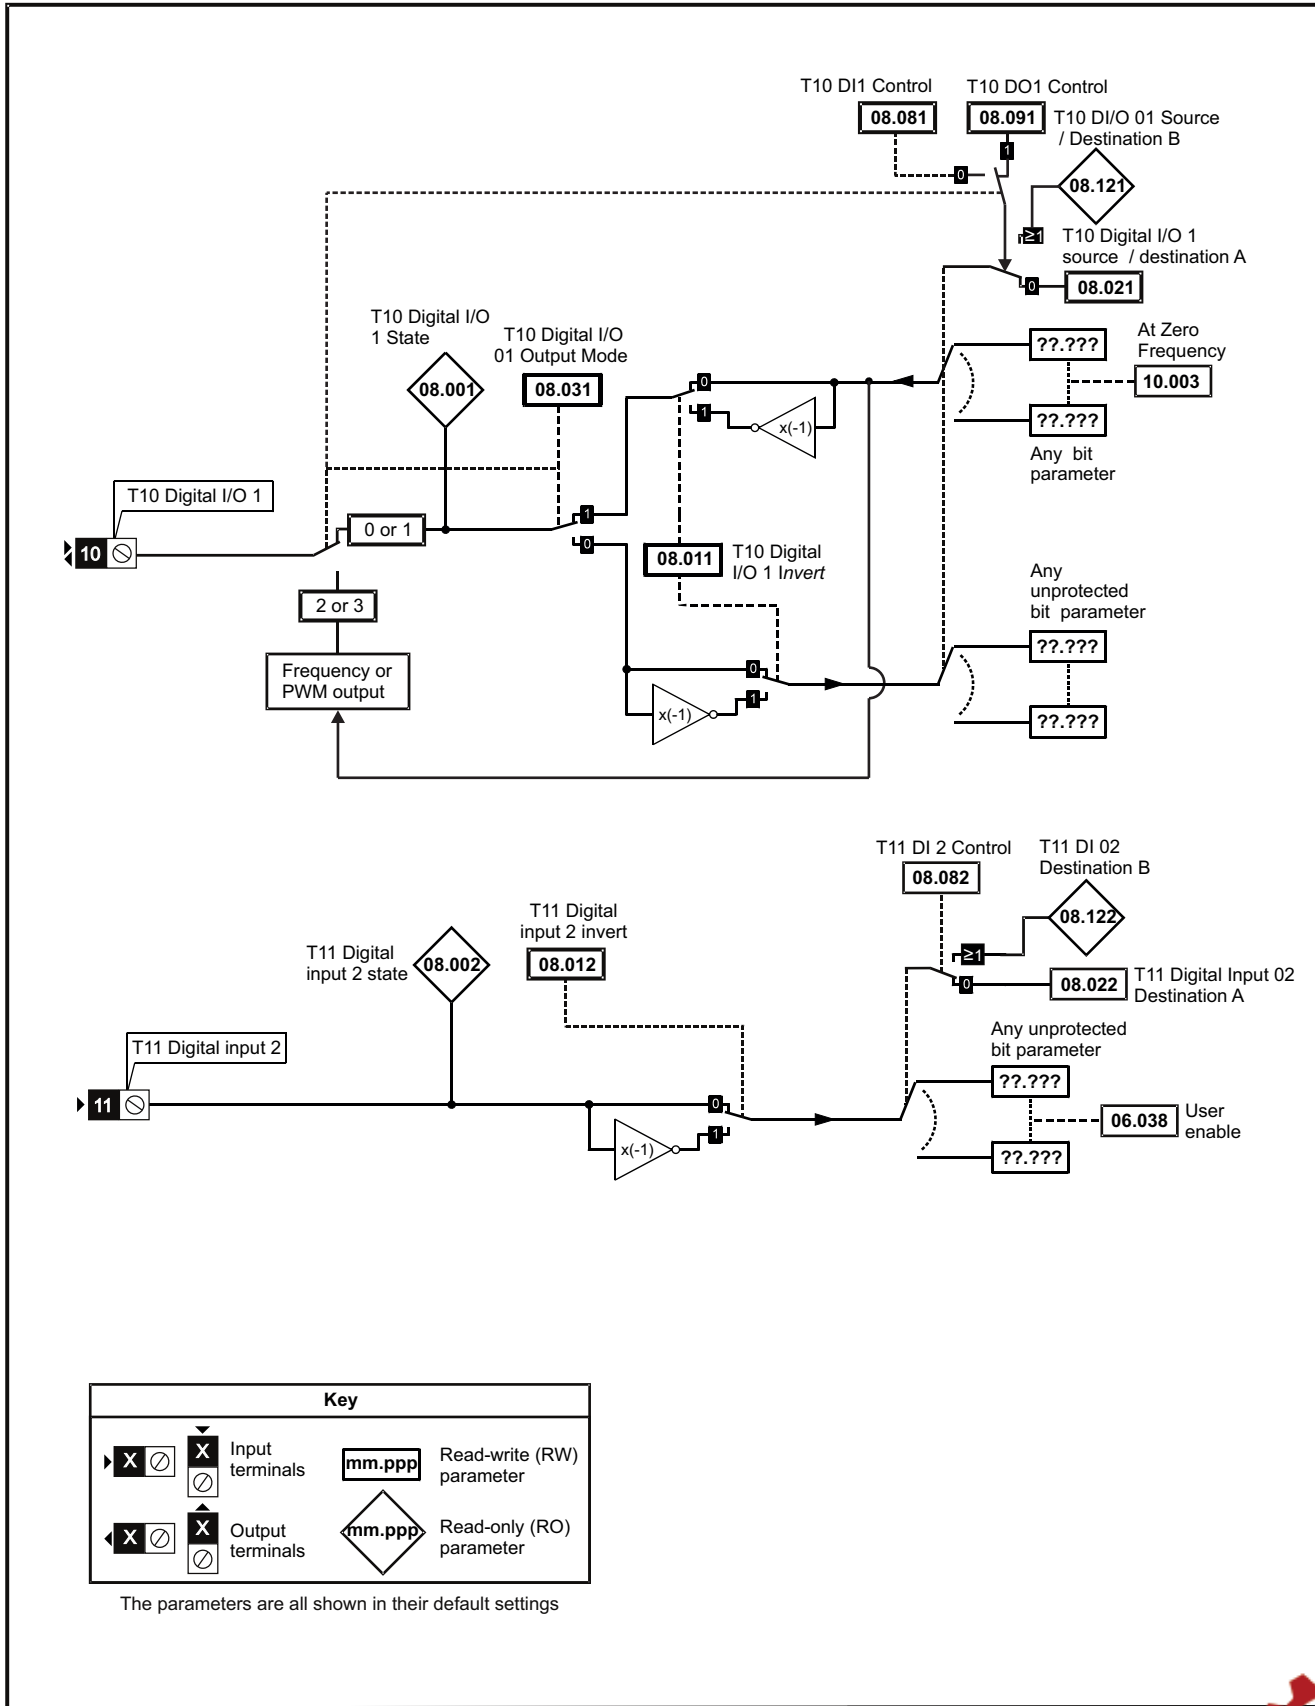 T10 DI1 Control
T10 DO1 Control
08.081
08.091
T10 DI/O 01 Source
/ Destination B
1
0
08.121
≥1
T10 Digital I/O 1
source / destination A
0
08.021
T10 Digital I/O
1 State
08.001
T10 Digital I/O
01 Output Mode
08.031
0
1
x(-1)
??.???
??.???
At Zero
Frequency
10.003
Any bit
parameter
T10 Digital I/O 1
10
0 or 1
1
0
2 or 3
Frequency or
PWM output
08.011
T10 Digital
I/O 1 Invert
0
1
x(-1)
Any
unprotected
bit parameter
??.???
??.???
T11 DI 2 Control
08.082
T11 DI 02
Destination B
08.122
≥1
0
08.022
T11 Digital Input 02
Destination A
T11 Digital
input 2 state
08.002
T11 Digital
input 2 invert
08.012
T11 Digital input 2
11
0
1
x(-1)
Any unprotected
bit parameter
??.???
??.???
06.038
User
enable
Key
X
X
Input
terminals
mm.ppp
Read-write (RW)
parameter
X
X
Output
terminals
mm.ppp
Read-only (RO)
parameter
The parameters are all shown in their default settings